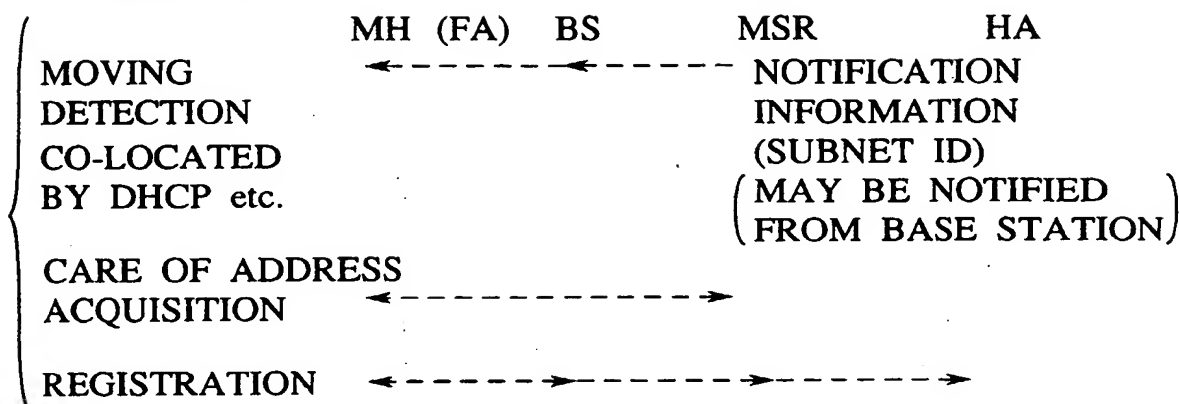 MH (FA) BS MSR HA
MOVING NOTIFICATION
DETECTION INFORMATION
CO-LOCATED (SUBNET ID)
BY DHCP etc. (MAY BE NOTIFIED
FROM BASE STATION)
CARE OF ADDRESS
ACQUISITION
REGISTRATION